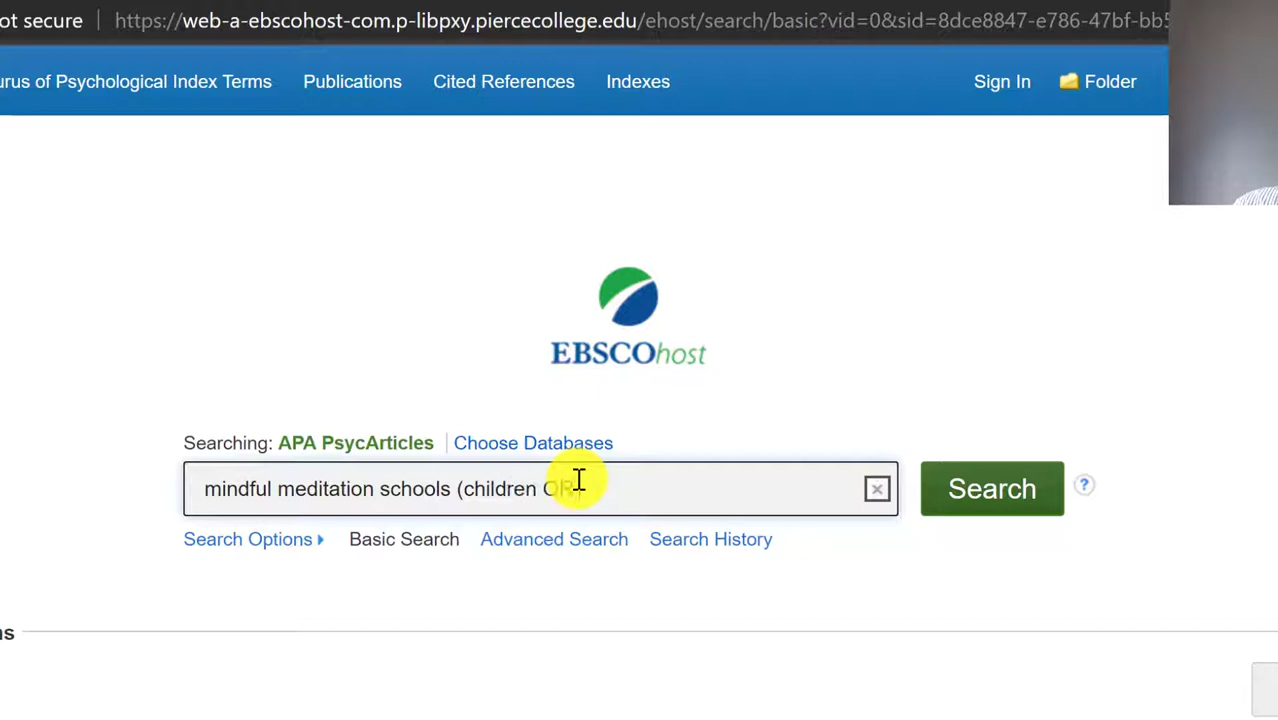 ot secure
https://web-a-ebscohost-com.p-libpxy.piercecollege.edu/ehost/search/basic?vid=0&sid=8dce8847-e786-47bf-bb5
urus of Psychological Index Terms Publications Cited References Indexes Sign In Folder
EBSCOhost
Searching: APA PsycArticles Choose Databases
mindful meditation schools (children OR Search ?
Search Options Basic Search Advanced Search Search History
ns